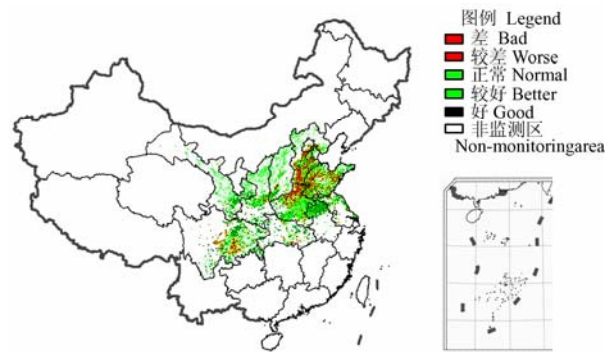 图例 Legend
差 Bad
较差 Worse
正常 Normal
较好 Better
好 Good
非监测区
Non-monitoringarea